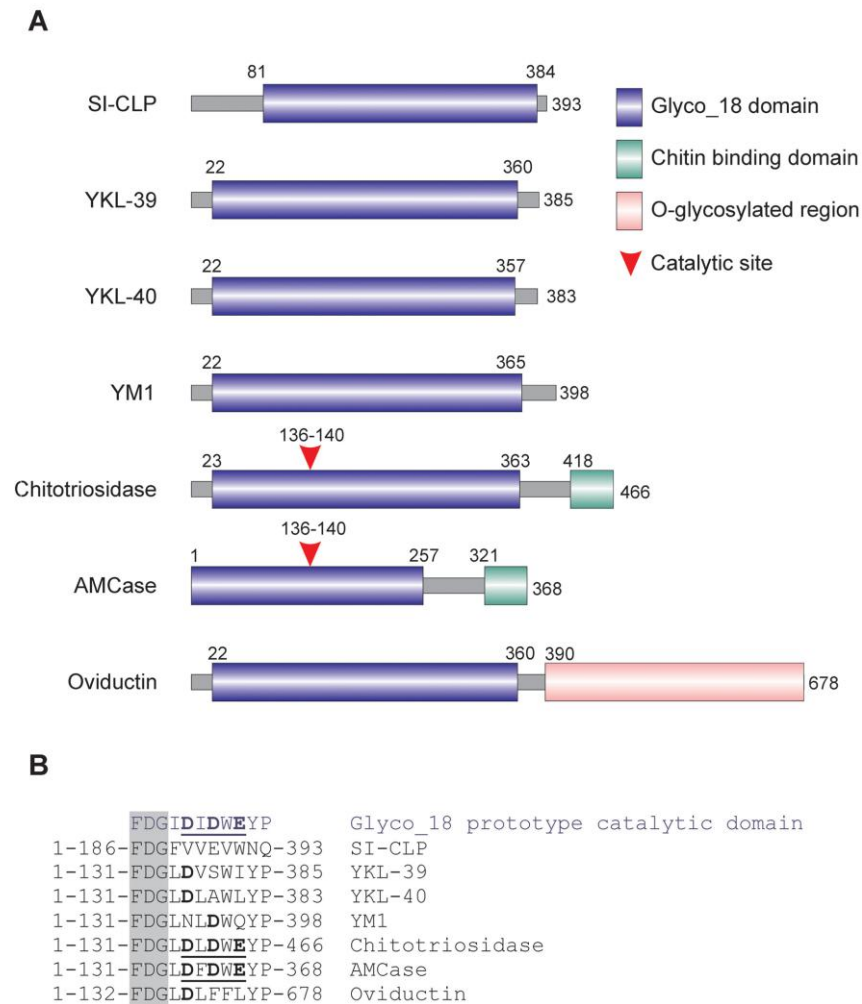 A
81 384
SI-CLP 393
Glyco_18 domain
22 360
Chitin binding domain
YKL-39 385
O-glycosylated region
22 357
Catalytic site
YKL-40 383
22 365
YM1 398
136-140
23 363 418
Chitotriosidase 466
136-140
1 257 321
AMCase 368
22 360 390
Oviductin 678
B
FDGIDIDWEYP Glyco_18 prototype catalytic domain
1-186-FDGFVVEVWNQ-393 SI-CLP
1-131-FDGLDVSWIYP-385 YKL-39
1-131-FDGLDLAWLYP-383 YKL-40
1-131-FDGLNLDWQYP-398 YM1
1-131-FDGLDLDWEYP-466 Chitotriosidase
1-131-FDGLDFDWEYP-368 AMCase
1-132-FDGLDLFFLYP-678 Oviductin